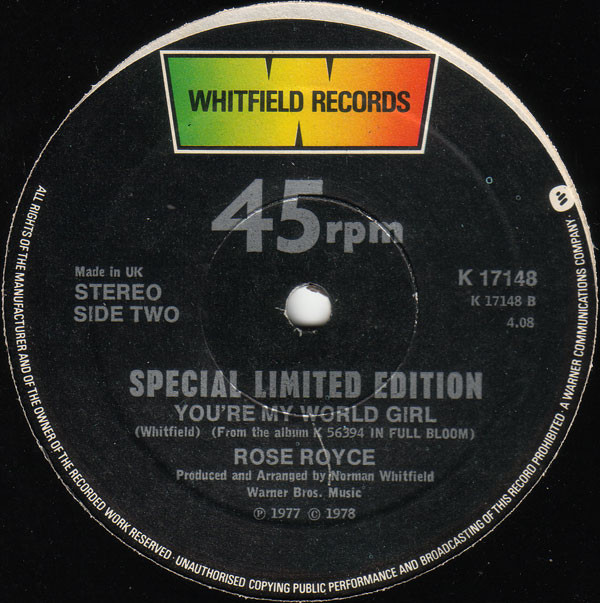 WHITFIELD RECORDS
45 rpm
Made in UK
STEREO
SIDE TWO
K 17148
K 17148 B
4.08
SPECIAL LIMITED EDITION
YOU'RE MY WORLD GIRL
(Whitfield) (From the album K 56394 IN FULL BLOOM)
ROSE ROYCE
Produced and Arranged by Norman Whitfield
Warner Bros. Music
℗ 1977 © 1978
ALL RIGHTS OF THE MANUFACTURER AND OF THE OWNER OF THE RECORDED WORK RESERVED · UNAUTHORISED COPYING PUBLIC PERFORMANCE AND BROADCASTING OF THIS RECORD PROHIBITED · A WARNER COMMUNICATIONS COMPANY ·